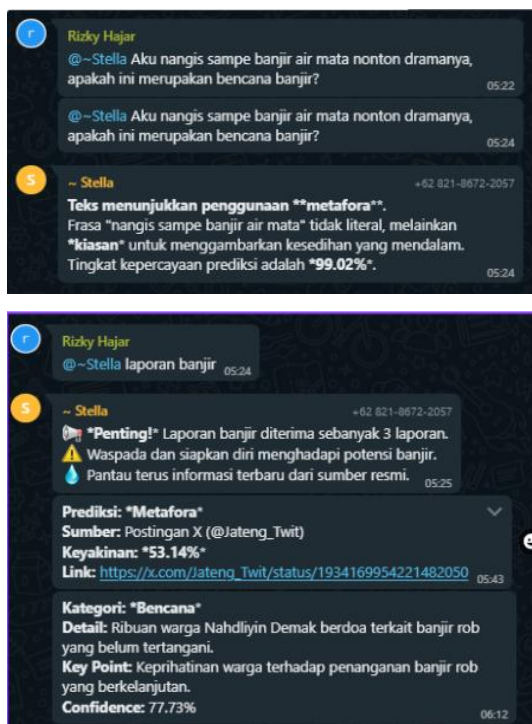 r
Rizky Hajar
@~Stella Aku nangis sampe banjir air mata nonton dramanya,
apakah ini merupakan bencana banjir?
05:22
@~Stella Aku nangis sampe banjir air mata nonton dramanya,
apakah ini merupakan bencana banjir?
05:24
S
~ Stella
+62 821-8672-2057
Teks menunjukkan penggunaan **metafora**.
Frasa "nangis sampe banjir air mata" tidak literal, melainkan
*kiasan* untuk menggambarkan kesedihan yang mendalam.
Tingkat kepercayaan prediksi adalah *99.02%*.
05:24
r
Rizky Hajar
@~Stella laporan banjir
05:24
S
~ Stella
+62 821-8672-2057
📢 *Penting!* Laporan banjir diterima sebanyak 3 laporan.
⚠️ Waspada dan siapkan diri menghadapi potensi banjir.
💧 Pantau terus informasi terbaru dari sumber resmi.
05:25
Prediksi: *Metafora*
Sumber: Postingan X (@Jateng_Twit)
Keyakinan: *53.14%*
Link: https://x.com/Jateng_Twit/status/1934169954221482050
05:43
Kategori: *Bencana*
Detail: Ribuan warga Nahdliyin Demak berdoa terkait banjir rob
yang belum tertangani.
Key Point: Keprihatinan warga terhadap penanganan banjir rob
yang berkelanjutan.
Confidence: 77.73%
06:12